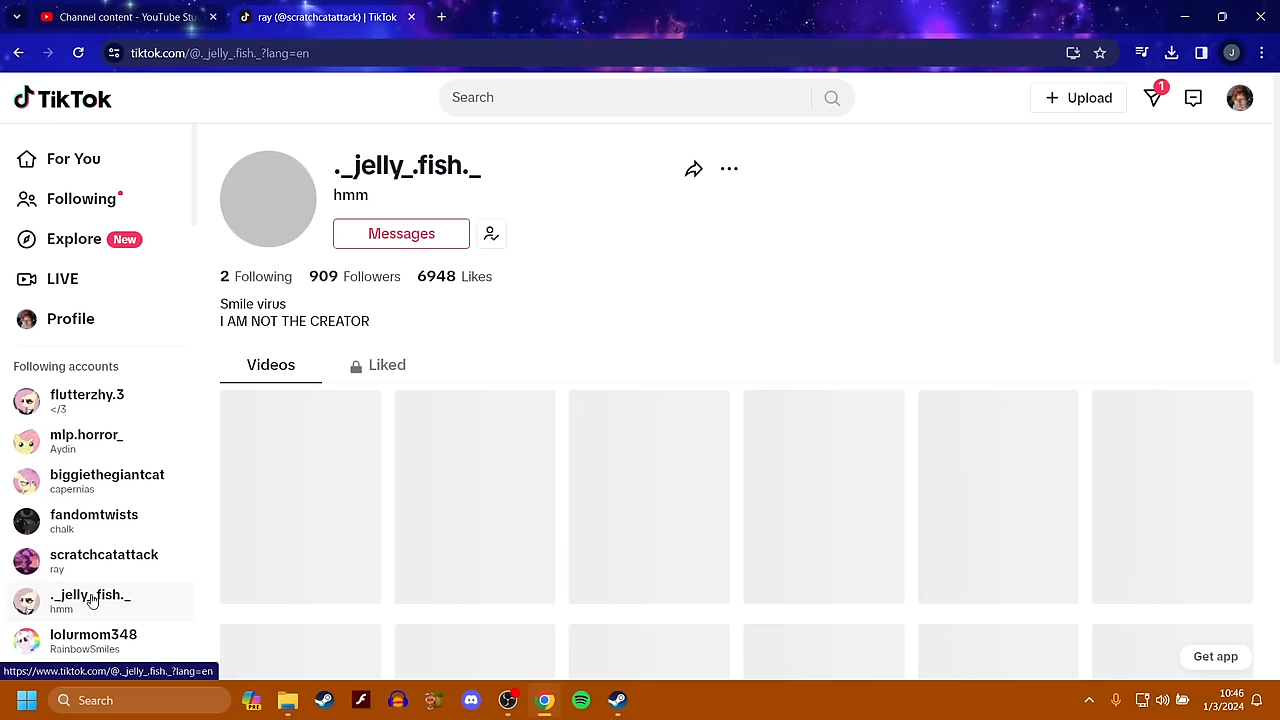 Channel content - YouTube Stu
ray (@scratchcatattack) | TikTok
tiktok.com/@._jelly_.fish._?lang=en
J
TikTok
Search
Upload
1
For You
Following
Explore New
LIVE
Profile
Following accounts
flutterzhy.3
</3
mlp.horror_
Aydin
biggiethegiantcat
capernias
fandomtwists
chalk
scratchcatattack
ray
._jelly_.fish._
hmm
lolurmom348
RainbowSmiles
._jelly_.fish._
hmm
Messages
2 Following 909 Followers 6948 Likes
Smile virus
I AM NOT THE CREATOR
Videos
Liked
Get app
https://www.tiktok.com/@._jelly_.fish._?lang=en
Search
PRE
10:46
1/3/2024